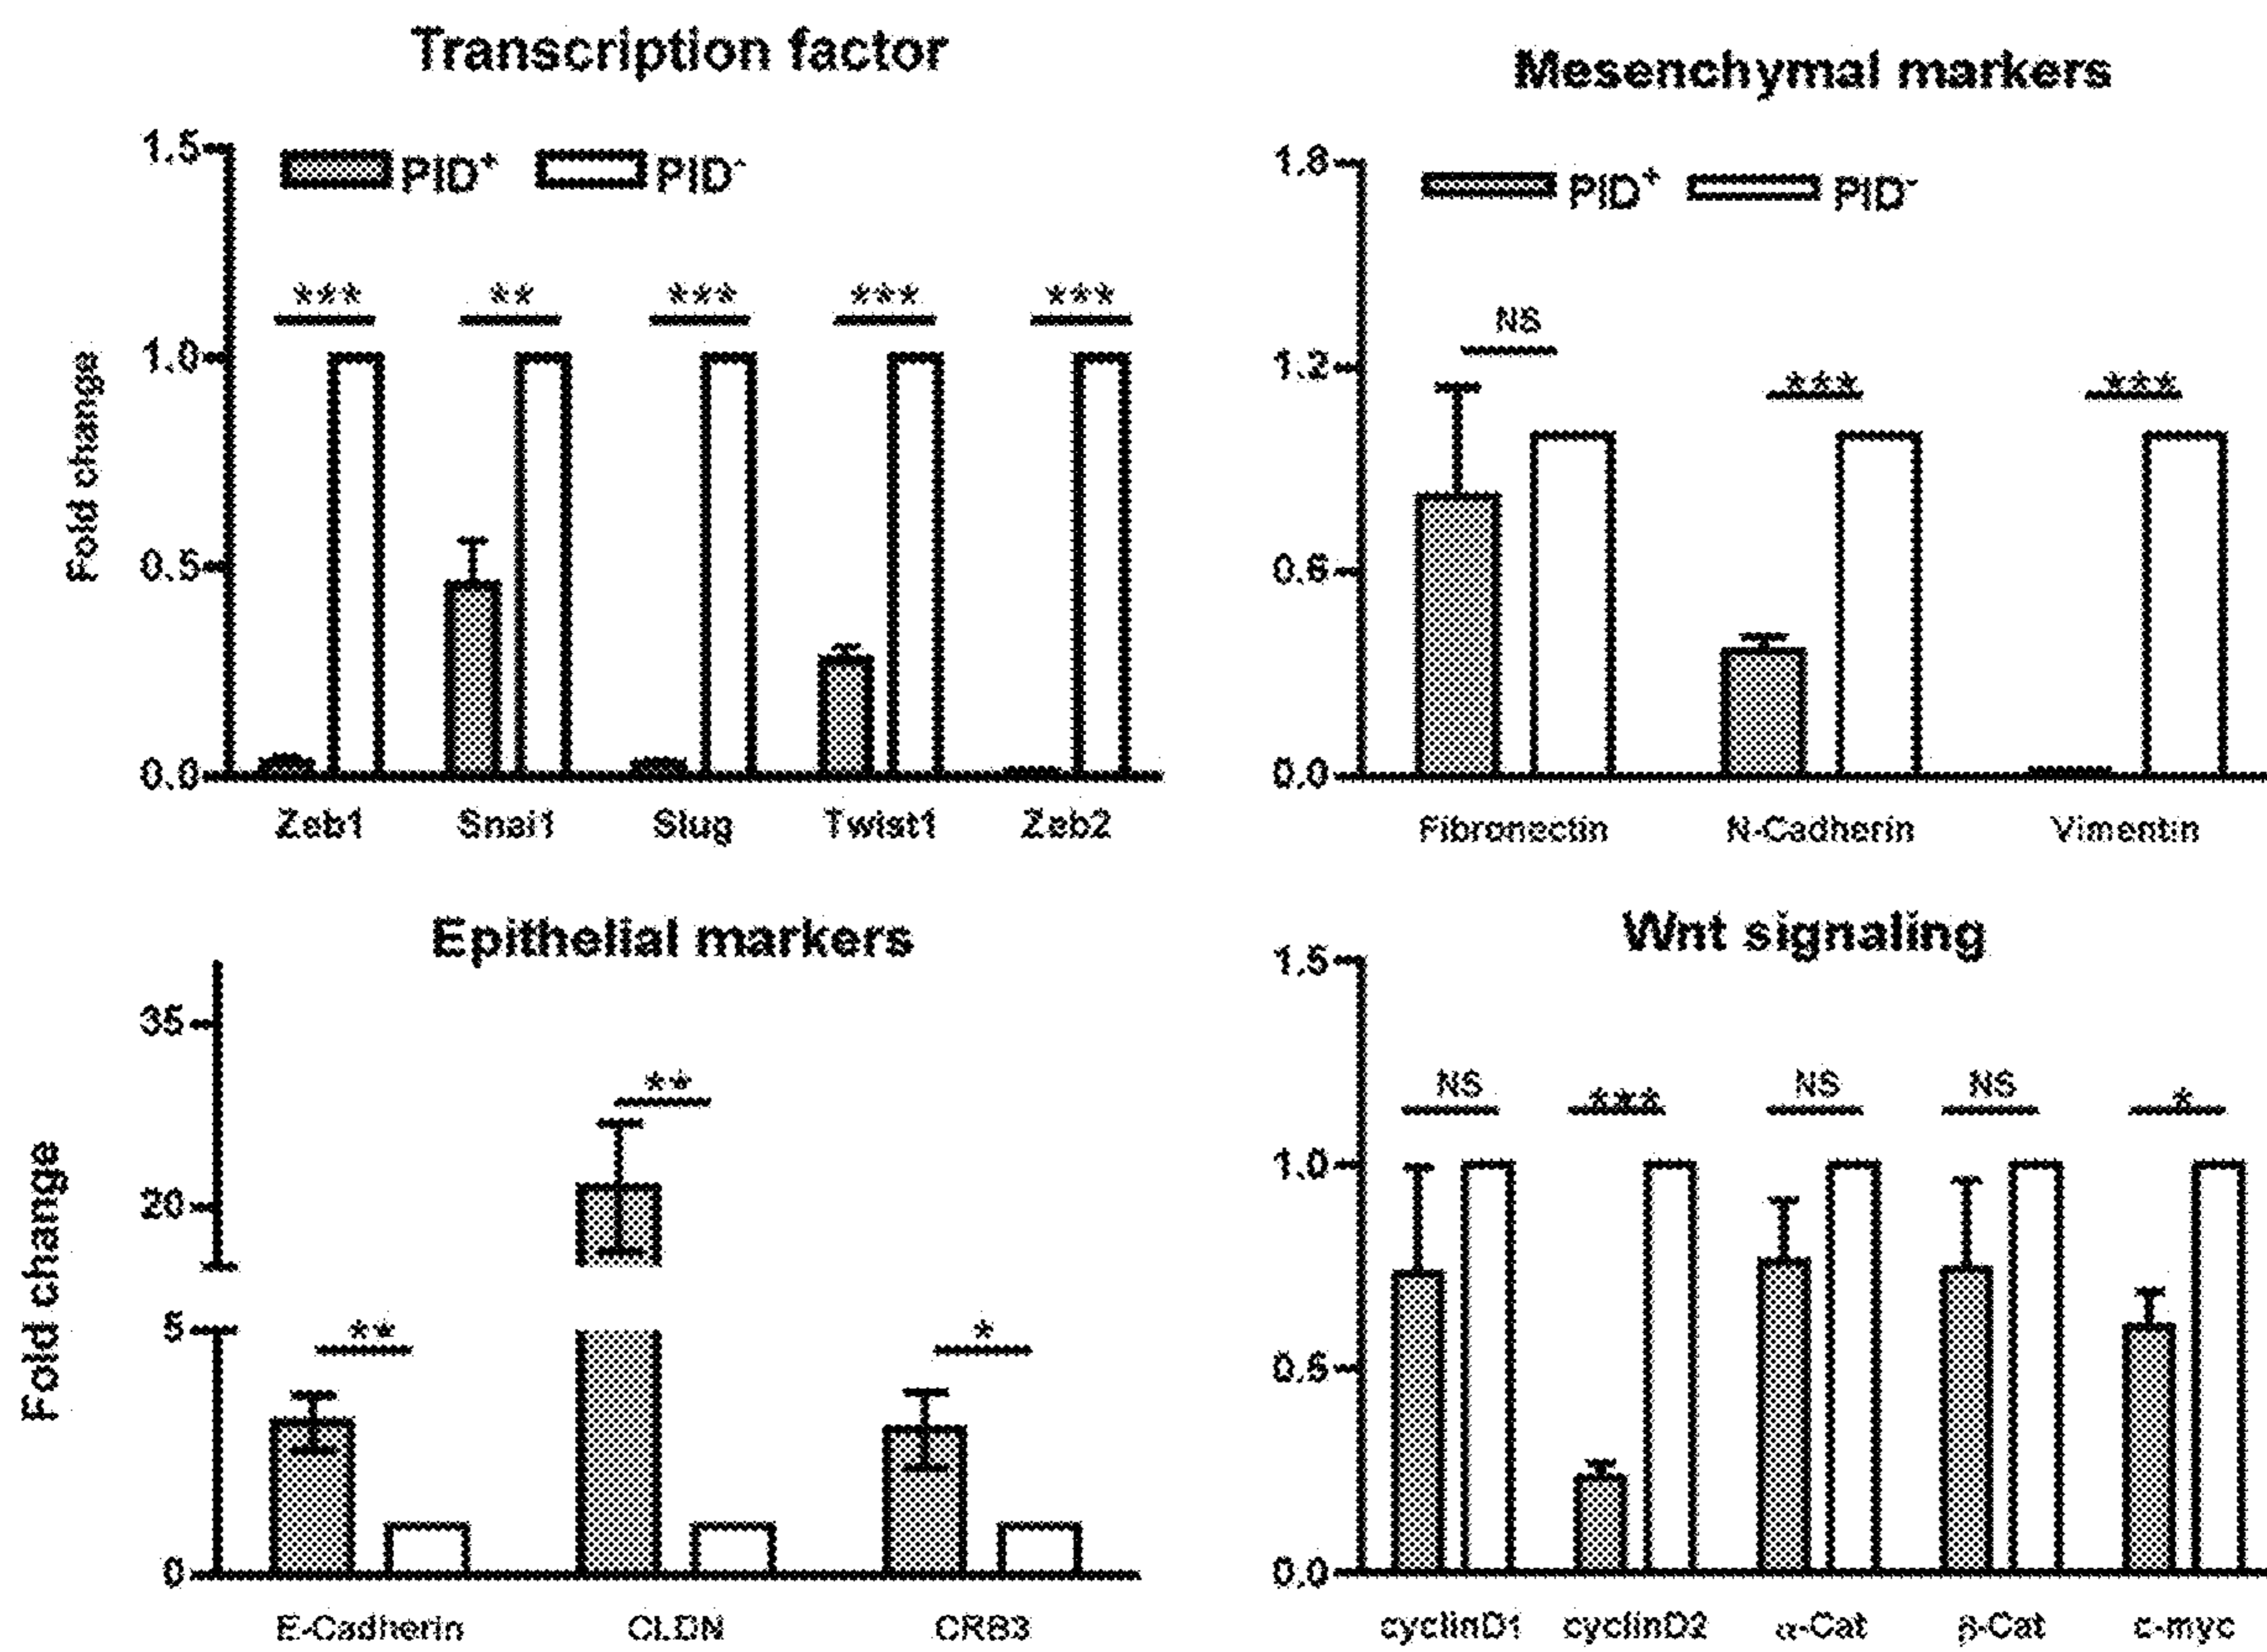 Transcription factor
1.5
PID⁺ PID⁻
*** ** *** *** ***
1.0
Fold change
0.5
0.0
Zeb1 Snai1 Slug Twist1 Zeb2
Mesenchymal markers
1.8
PID⁺ PID⁻
NS
1.2
*** ***
0.6
0.0
Fibronectin N-Cadherin Vimentin
Epithelial markers
35
**
20
Fold change
5
** *
0
E-Cadherin CLDN CRB3
Wnt signaling
1.5
NS *** NS NS *
1.0
0.5
0.0
cyclinD1 cyclinD2 α-Cat β-Cat c-myc